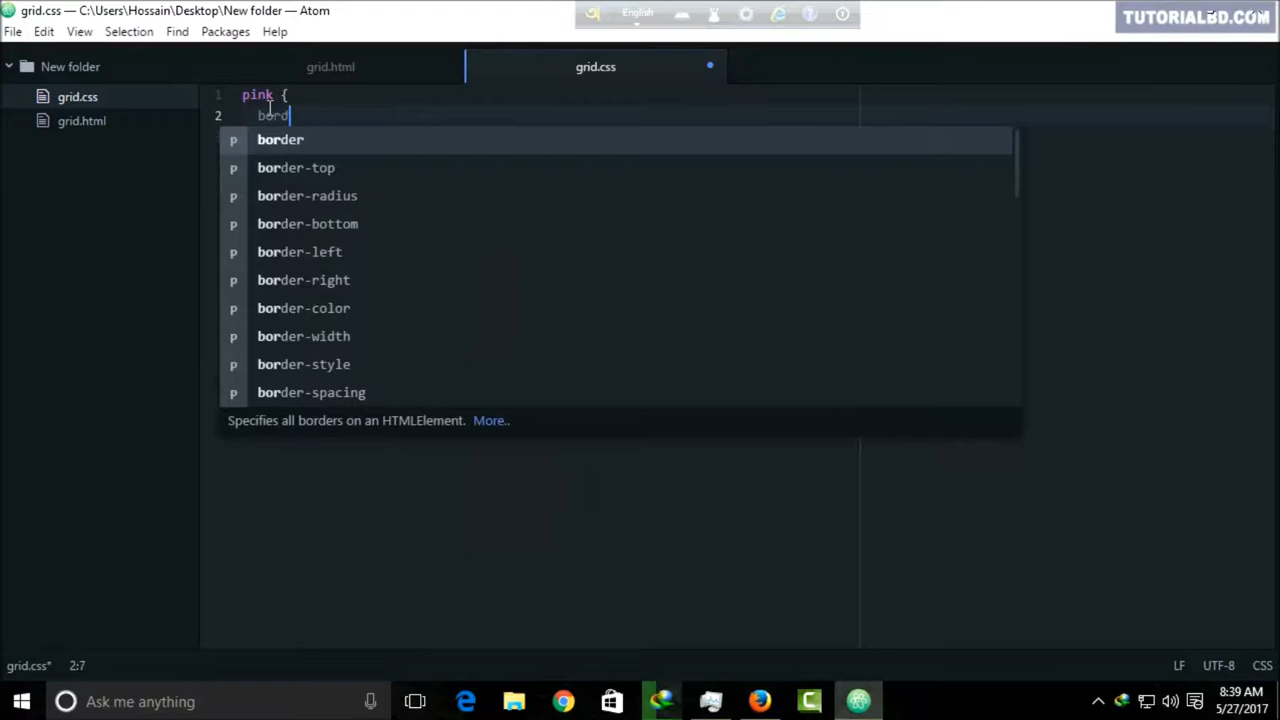 grid.css — C:\Users\Hossain\Desktop\New folder — Atom
অ English
TUTORIALBD.COM
File Edit View Selection Find Packages Help
New folder grid.html grid.css
grid.css
grid.html
1 pink {
2 bord
p border
p border-top
p border-radius
p border-bottom
p border-left
p border-right
p border-color
p border-width
p border-style
p border-spacing
Specifies all borders on an HTMLElement. More..
grid.css* 2:7 LF UTF-8 CSS
Ask me anything
8:39 AM
5/27/2017